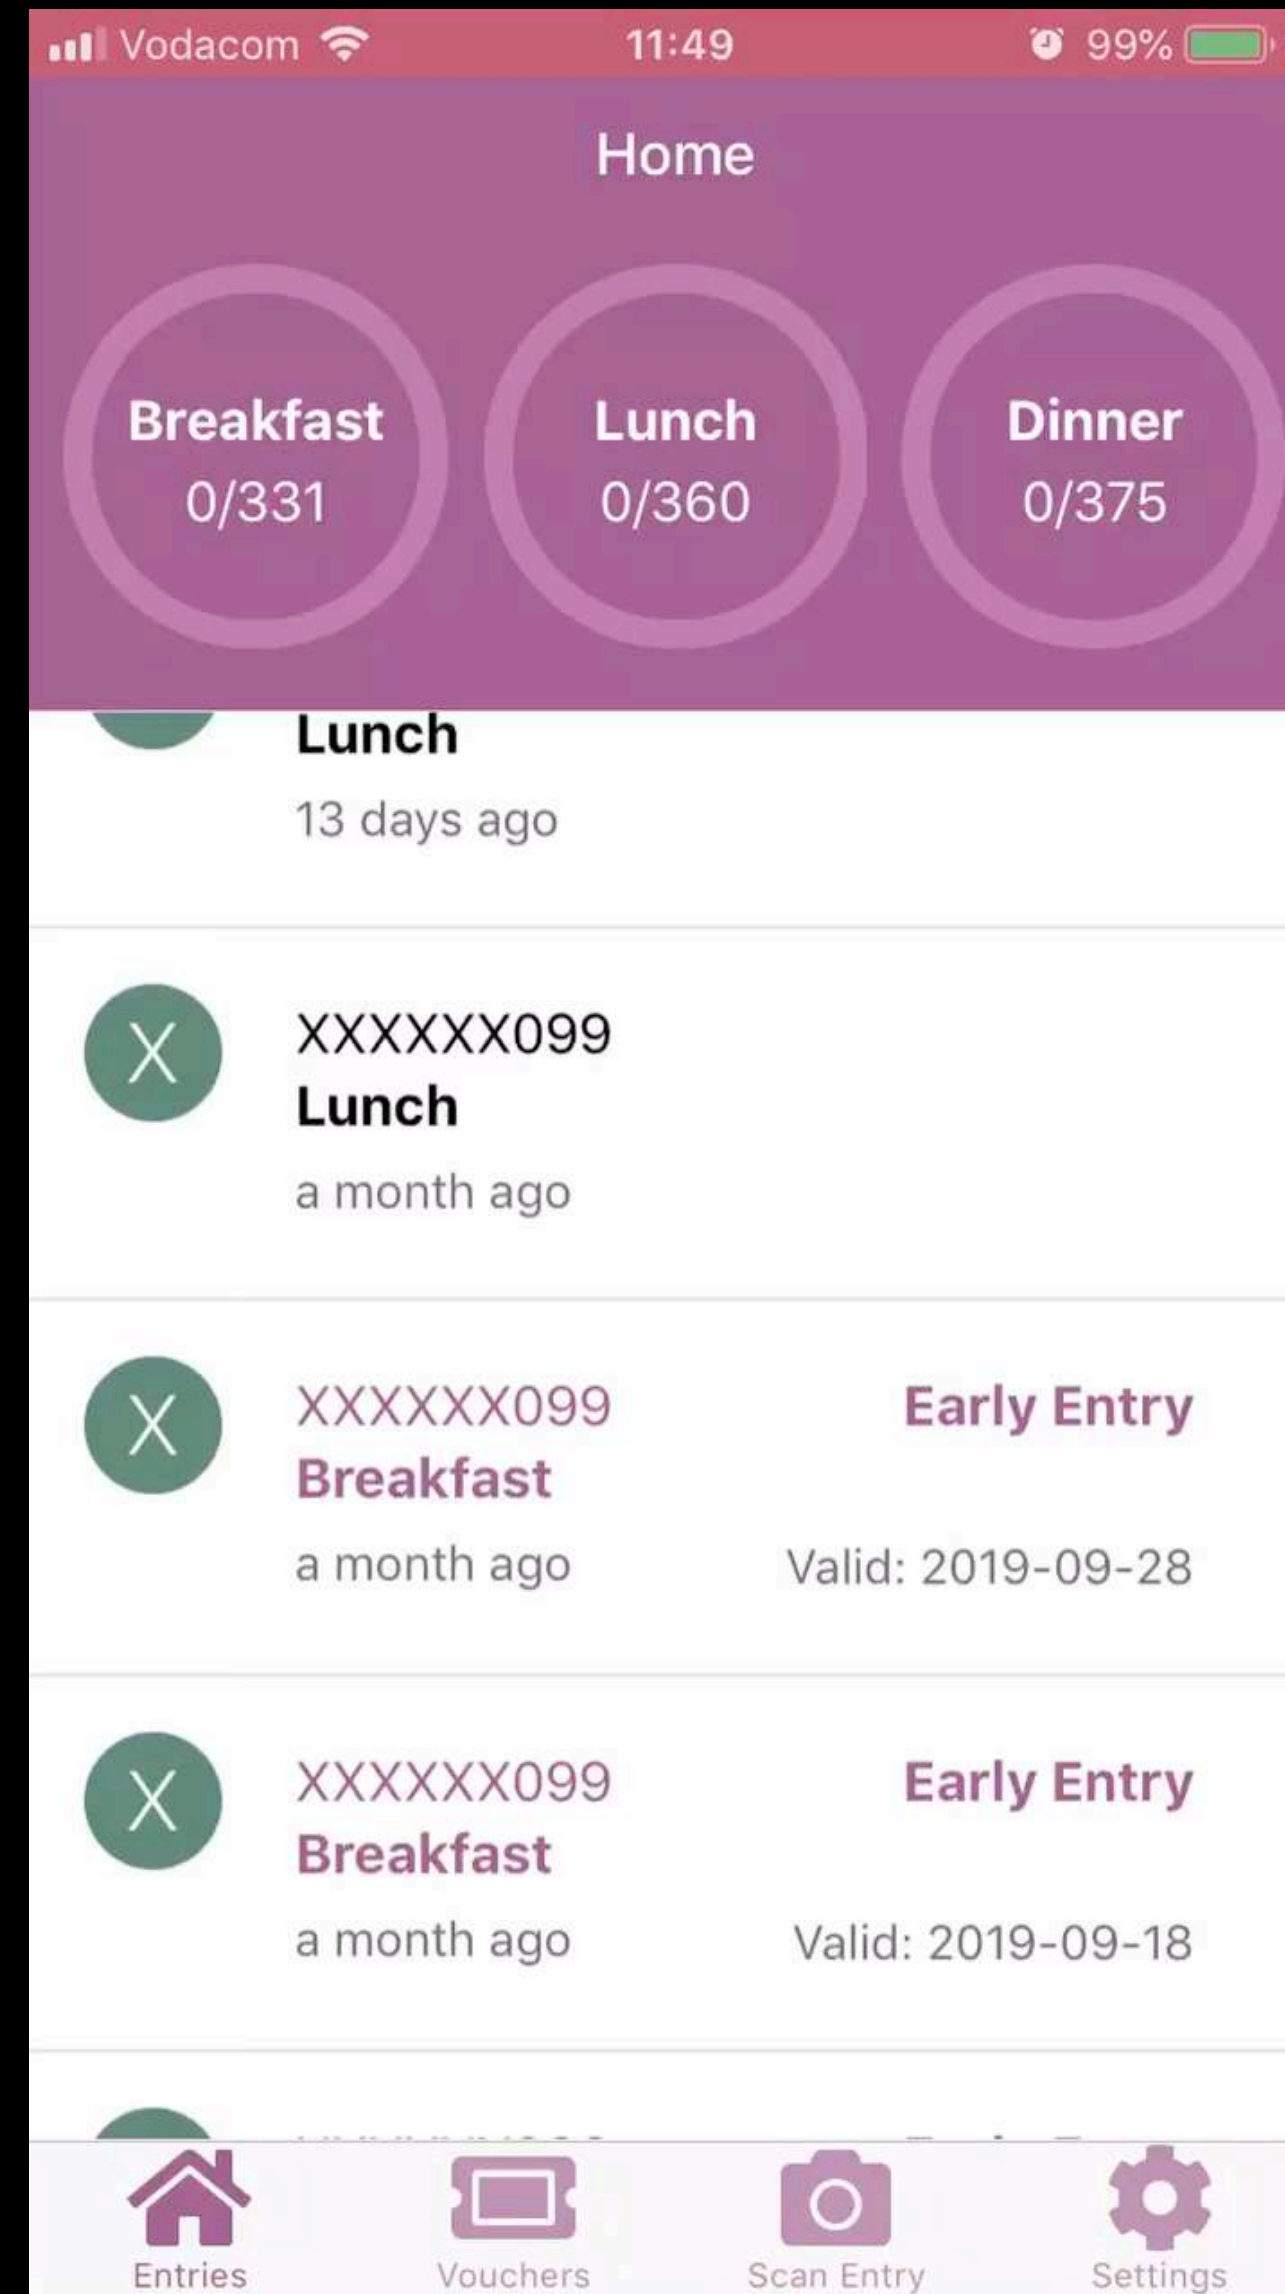 Vodacom 11:49 99%
Home
Breakfast Lunch Dinner
0/331 0/360 0/375
Lunch
13 days ago
X XXXXXX099
Lunch
a month ago
X XXXXXX099 Early Entry
Breakfast
a month ago Valid: 2019-09-28
X XXXXXX099 Early Entry
Breakfast
a month ago Valid: 2019-09-18
Entries Vouchers Scan Entry Settings